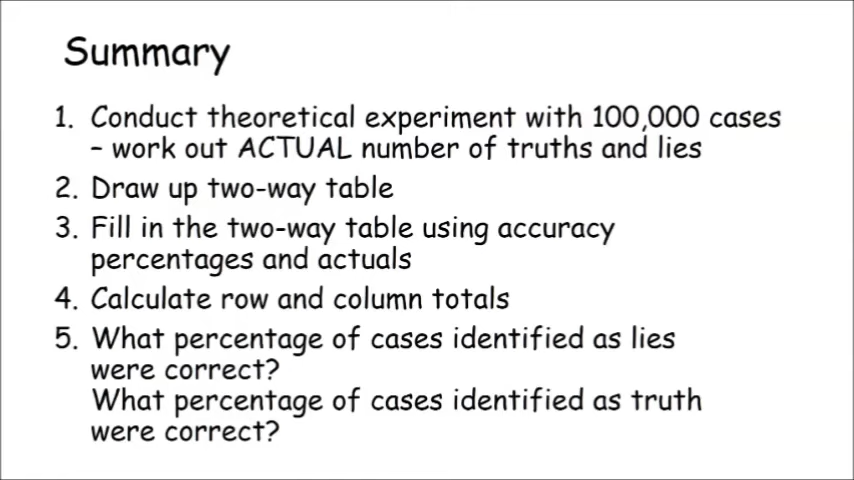 Summary
1. Conduct theoretical experiment with 100,000 cases
– work out ACTUAL number of truths and lies
2. Draw up two-way table
3. Fill in the two-way table using accuracy
percentages and actuals
4. Calculate row and column totals
5. What percentage of cases identified as lies
were correct?
What percentage of cases identified as truth
were correct?